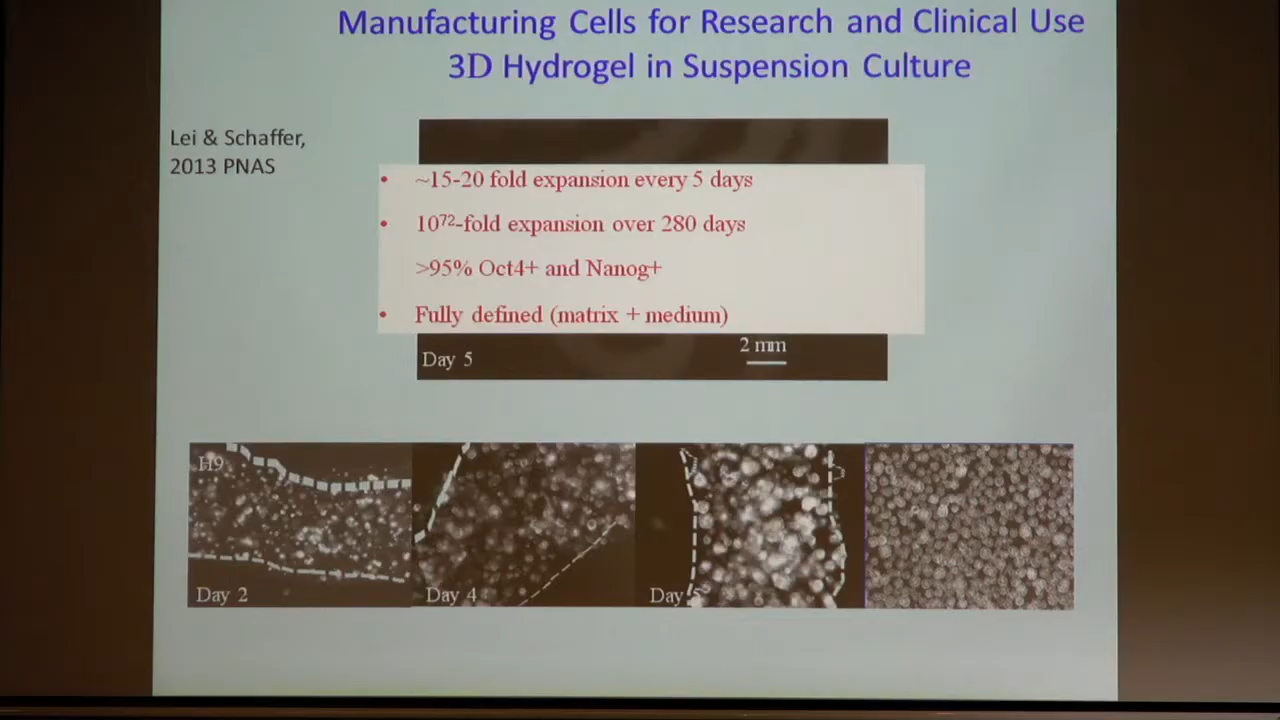 Manufacturing Cells for Research and Clinical Use
3D Hydrogel in Suspension Culture
Lei & Schaffer,
2013 PNAS
• ~15-20 fold expansion every 5 days
• 10⁷²-fold expansion over 280 days
>95% Oct4+ and Nanog+
• Fully defined (matrix + medium)
Day 5
2 mm
H9
Day 2
Day 4
Day 5